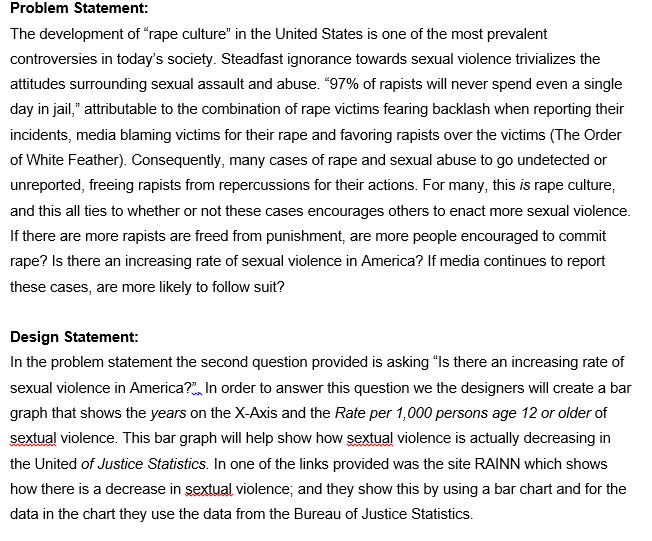 Problem Statement:
The development of “rape culture” in the United States is one of the most prevalent
controversies in today’s society. Steadfast ignorance towards sexual violence trivializes the
attitudes surrounding sexual assault and abuse. “97% of rapists will never spend even a single
day in jail,” attributable to the combination of rape victims fearing backlash when reporting their
incidents, media blaming victims for their rape and favoring rapists over the victims (The Order
of White Feather). Consequently, many cases of rape and sexual abuse to go undetected or
unreported, freeing rapists from repercussions for their actions. For many, this is rape culture,
and this all ties to whether or not these cases encourages others to enact more sexual violence.
If there are more rapists are freed from punishment, are more people encouraged to commit
rape? Is there an increasing rate of sexual violence in America? If media continues to report
these cases, are more likely to follow suit?
Design Statement:
In the problem statement the second question provided is asking “Is there an increasing rate of
sexual violence in America?”. In order to answer this question we the designers will create a bar
graph that shows the years on the X-Axis and the Rate per 1,000 persons age 12 or older of
sextual violence. This bar graph will help show how sextual violence is actually decreasing in
the United of Justice Statistics. In one of the links provided was the site RAINN which shows
how there is a decrease in sextual violence; and they show this by using a bar chart and for the
data in the chart they use the data from the Bureau of Justice Statistics.